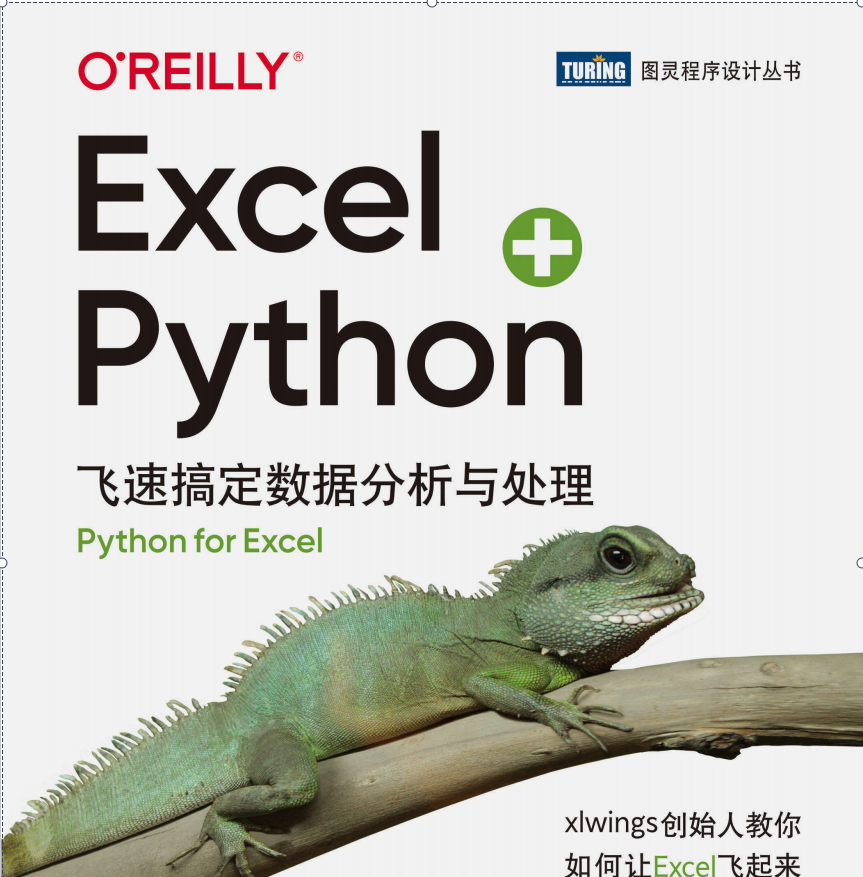 O'REILLY®
TURING 图灵程序设计丛书
Excel
+
Python
飞速搞定数据分析与处理
Python for Excel
xlwings创始人教你
如何让Excel飞起来